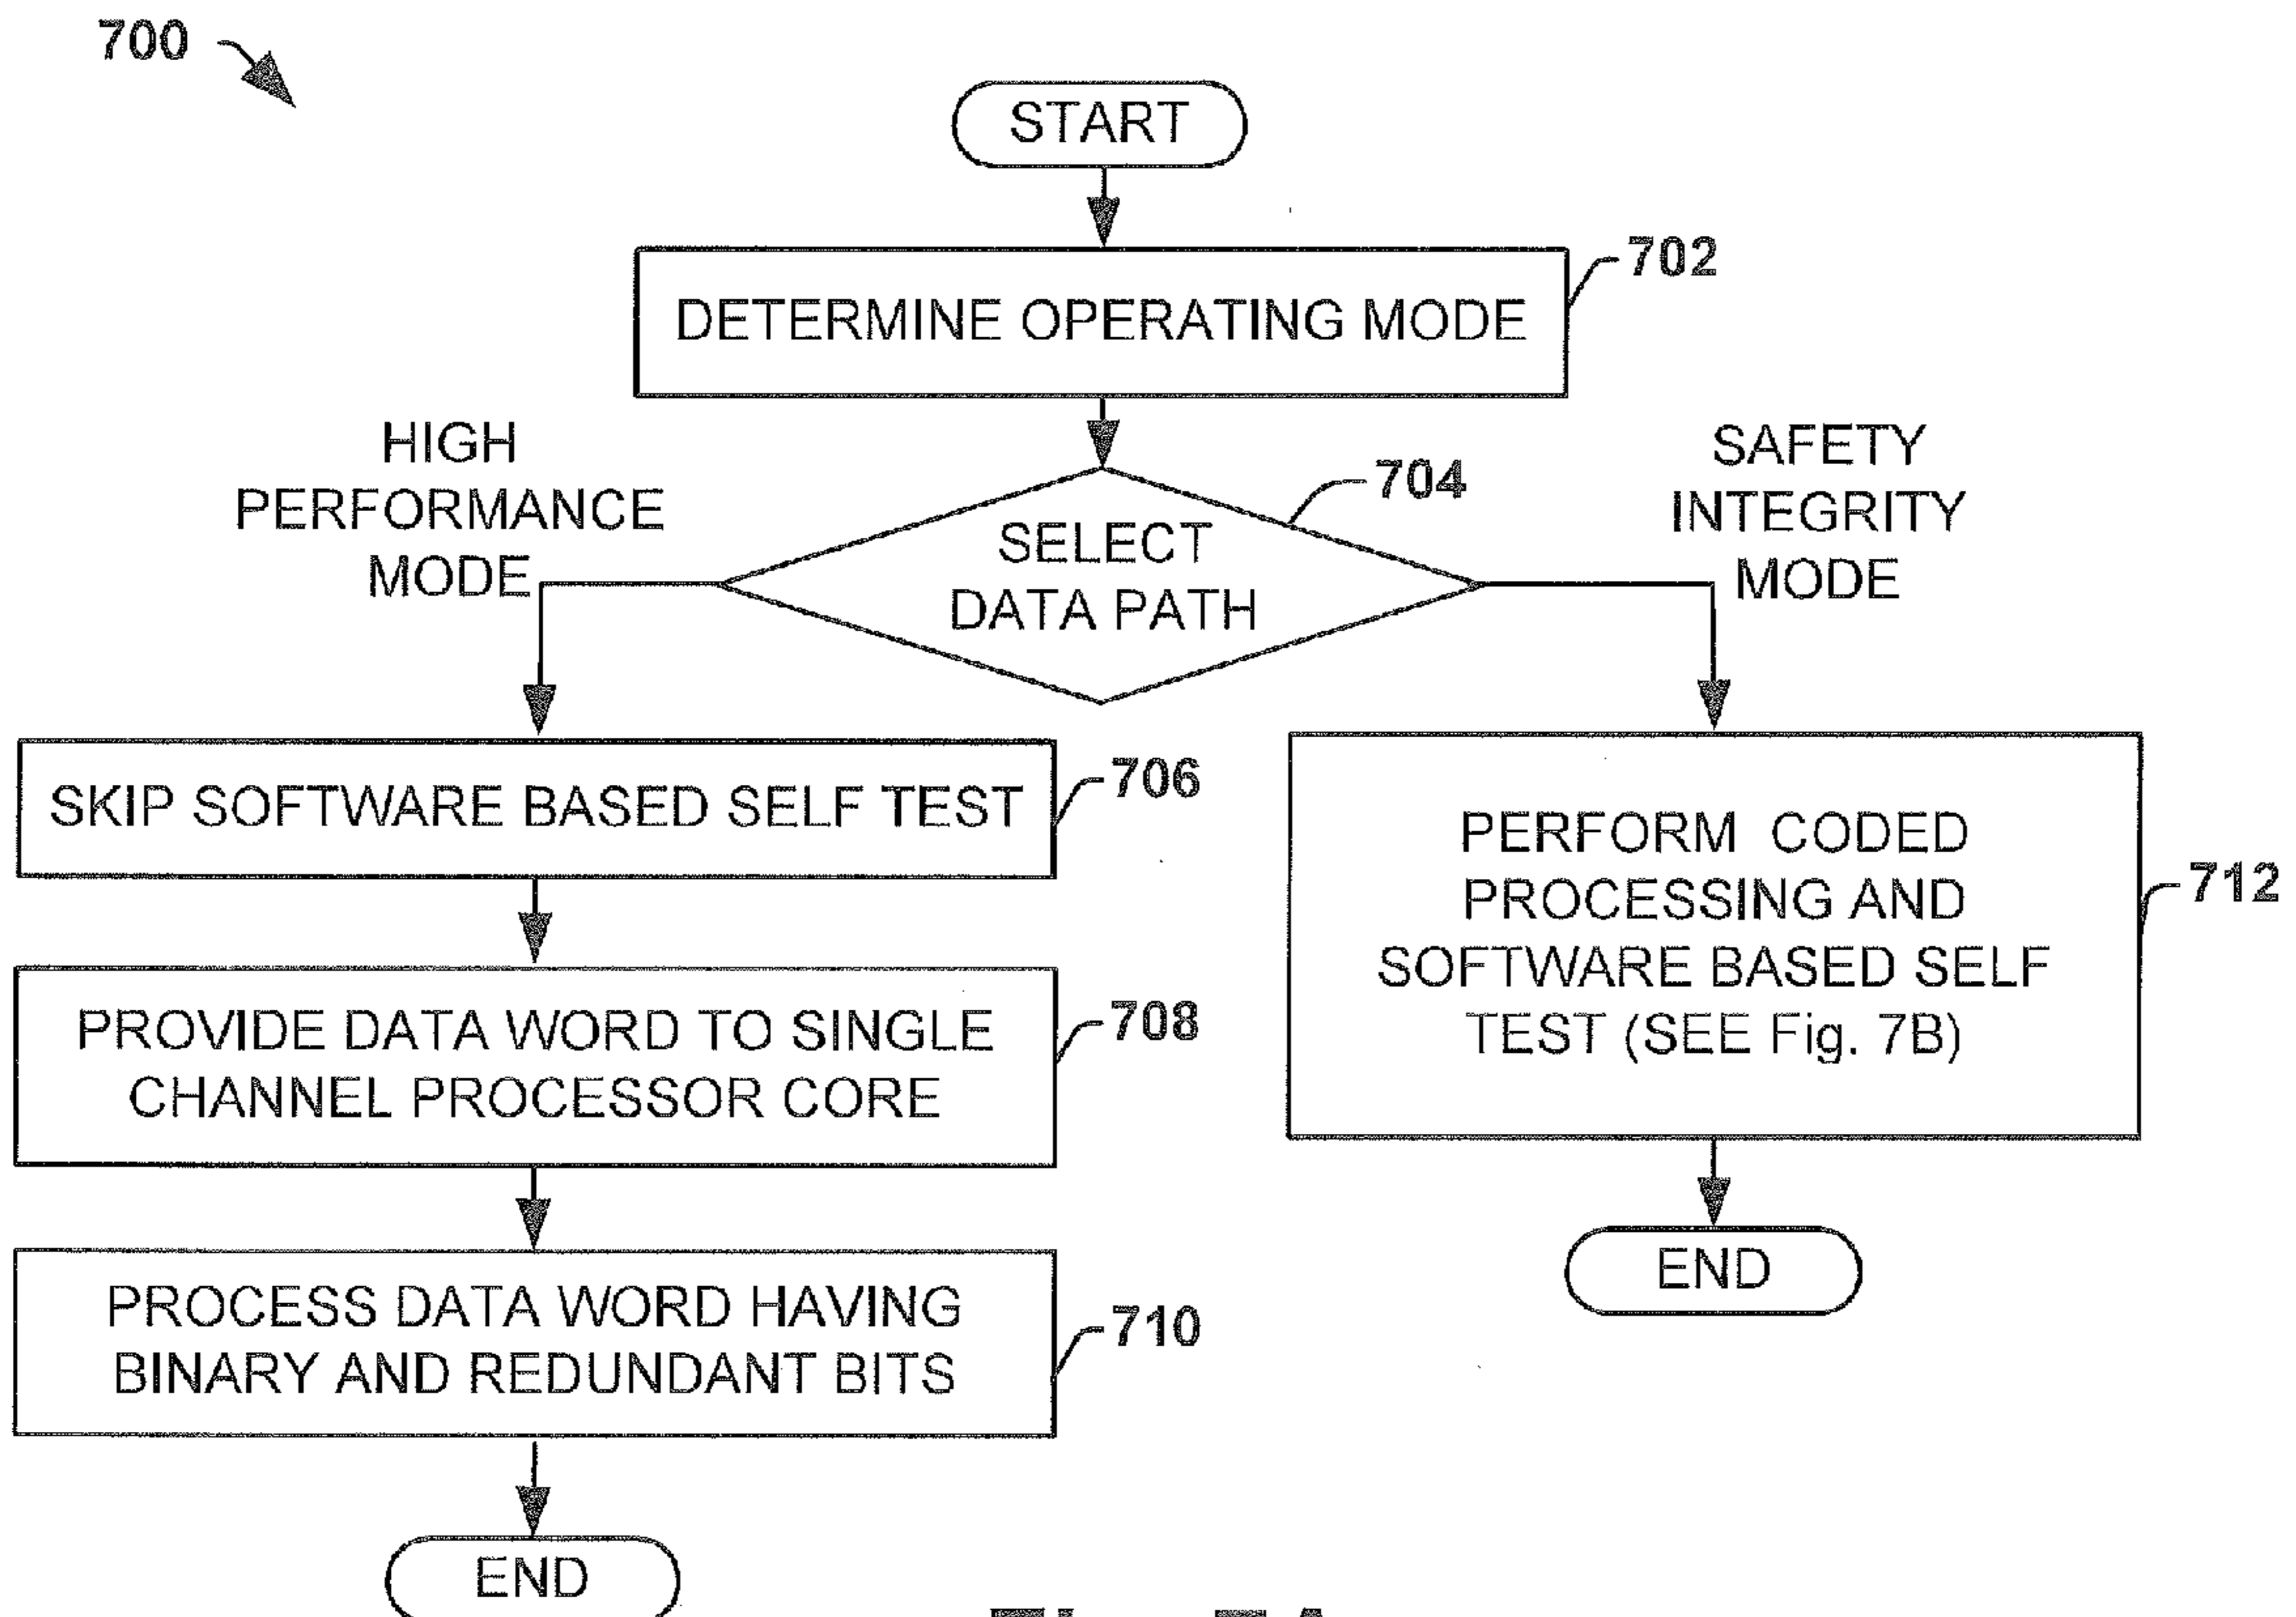 700
START
702
DETERMINE OPERATING MODE
HIGH
PERFORMANCE
MODE
704
SELECT
DATA PATH
SAFETY
INTEGRITY
MODE
SKIP SOFTWARE BASED SELF TEST
706
PROVIDE DATA WORD TO SINGLE
CHANNEL PROCESSOR CORE
708
PROCESS DATA WORD HAVING
BINARY AND REDUNDANT BITS
710
END
PERFORM CODED
PROCESSING AND
SOFTWARE BASED SELF
TEST (SEE Fig. 7B)
712
END